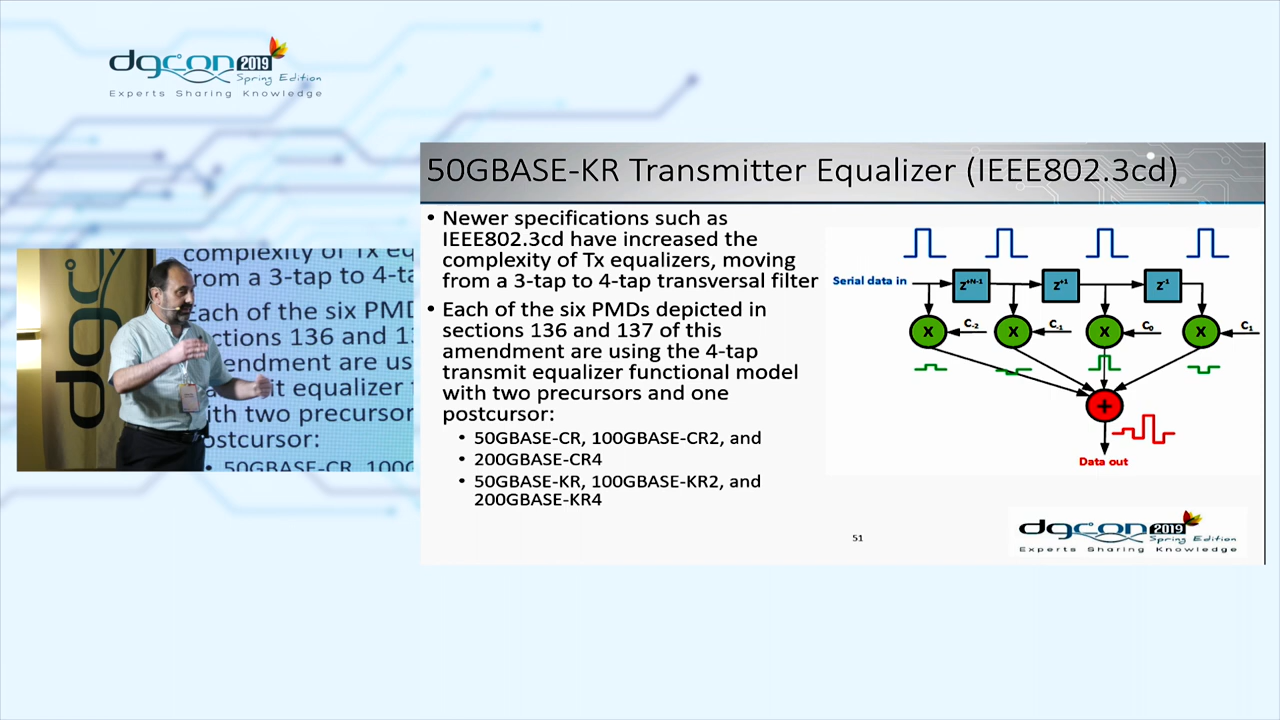 dgcon 2019
Spring Edition
Experts Sharing Knowledge
50GBASE-KR Transmitter Equalizer (IEEE802.3cd)
• Newer specifications such as
IEEE802.3cd have increased the
complexity of Tx equalizers, moving
from a 3-tap to 4-tap transversal filter
• Each of the six PMDs depicted in
sections 136 and 137 of this
amendment are using the 4-tap
transmit equalizer functional model
with two precursors and one
postcursor:
• 50GBASE-CR, 100GBASE-CR2, and
• 200GBASE-CR4
• 50GBASE-KR, 100GBASE-KR2, and
200GBASE-KR4
Serial data in
Z+N-1
Z+1
Z-1
X C-2 X C-1 X C0 X C1
+
Data out
51
dgcon 2019
Spring Edition
Experts Sharing Knowledge
complexity of Tx eq
from a 3-tap to 4-ta
Each of the six PMD
ctions 136 and 13
endment are us
it equalizer
ith two precursor
ostcursor:
• 50GBASE-CR, 100G
dgc